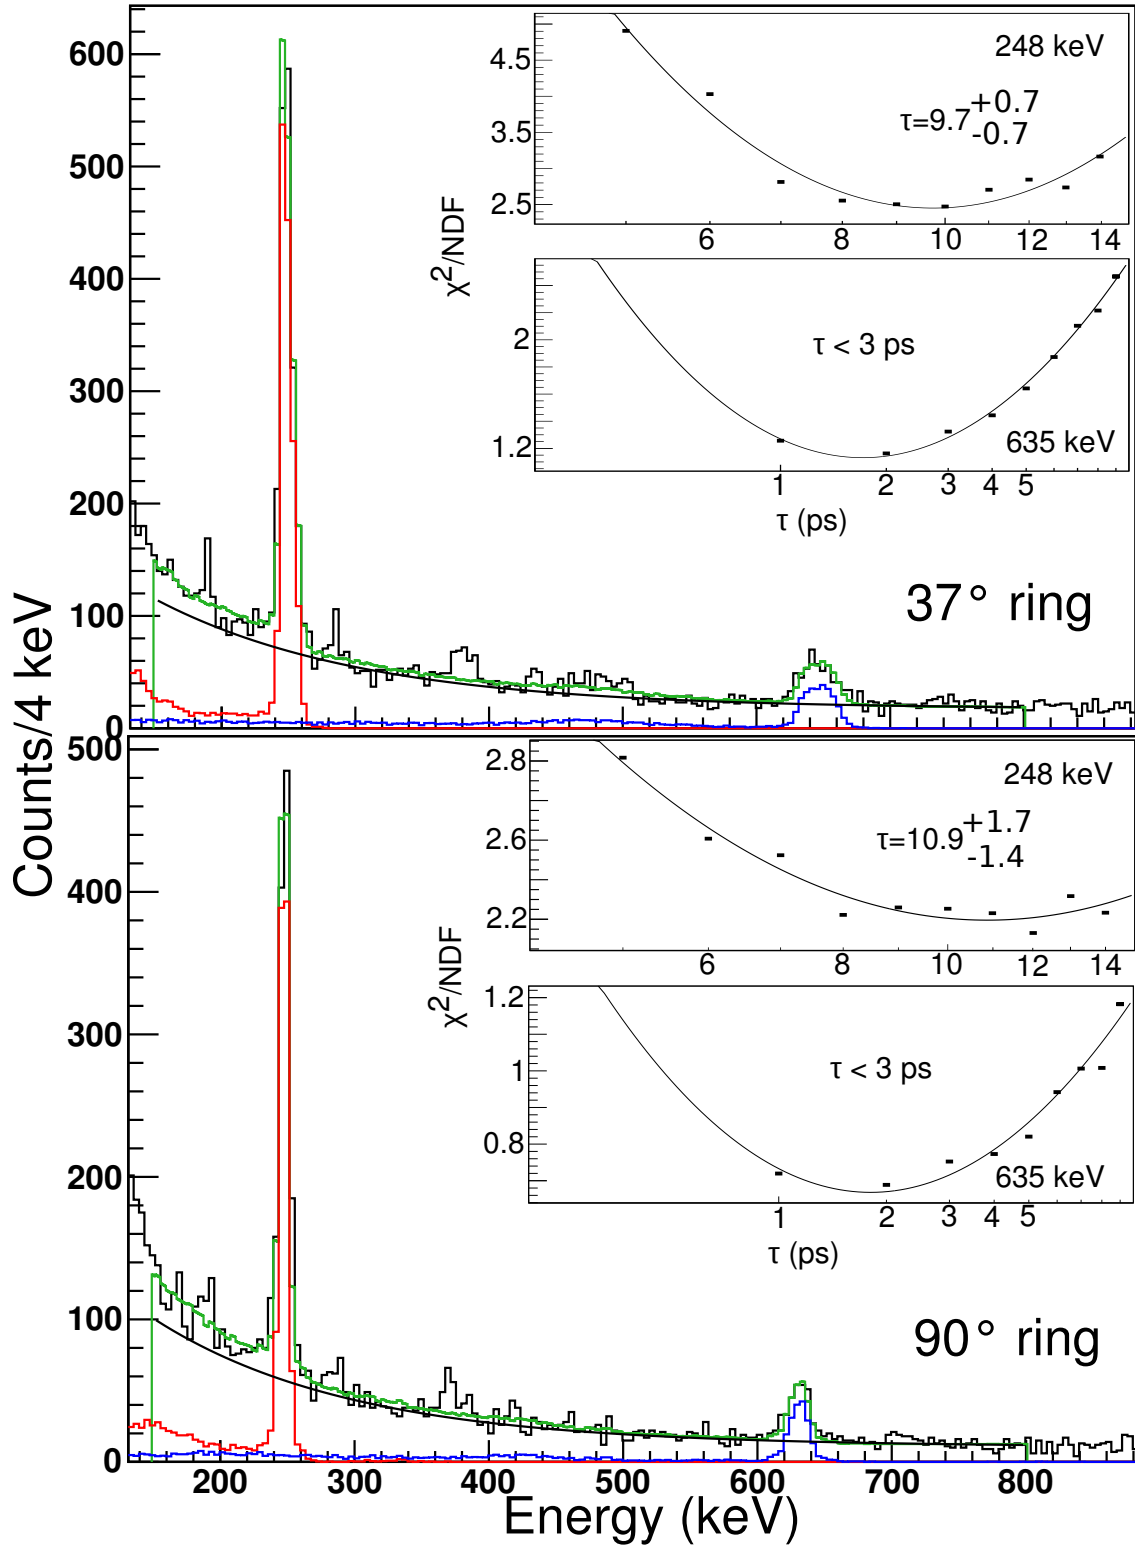 Counts/4 keV
600
500
400
300
200
100
0
χ²/NDF
4.5
3.5
2.5
248 keV
τ=9.7+0.7-0.7
6 8 10 12 14
2
1.2
τ < 3 ps
635 keV
1 2 3 4 5
τ (ps)
37° ring
500
400
300
200
100
0
χ²/NDF
2.8
2.6
2.4
2.2
248 keV
τ=10.9+1.7-1.4
6 8 10 12 14
1.2
1
0.8
τ < 3 ps
635 keV
1 2 3 4 5
τ (ps)
90° ring
200 300 400 500 600 700 800
Energy (keV)